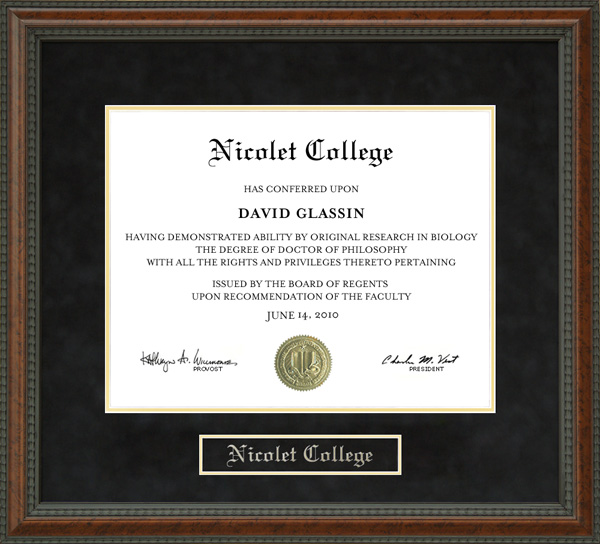 Nicolet College
HAS CONFERRED UPON
DAVID GLASSIN
HAVING DEMONSTRATED ABILITY BY ORIGINAL RESEARCH IN BIOLOGY
THE DEGREE OF DOCTOR OF PHILOSOPHY
WITH ALL THE RIGHTS AND PRIVILEGES THERETO PERTAINING
ISSUED BY THE BOARD OF REGENTS
UPON RECOMMENDATION OF THE FACULTY
JUNE 14, 2010
PROVOST
PRESIDENT
Nicolet College